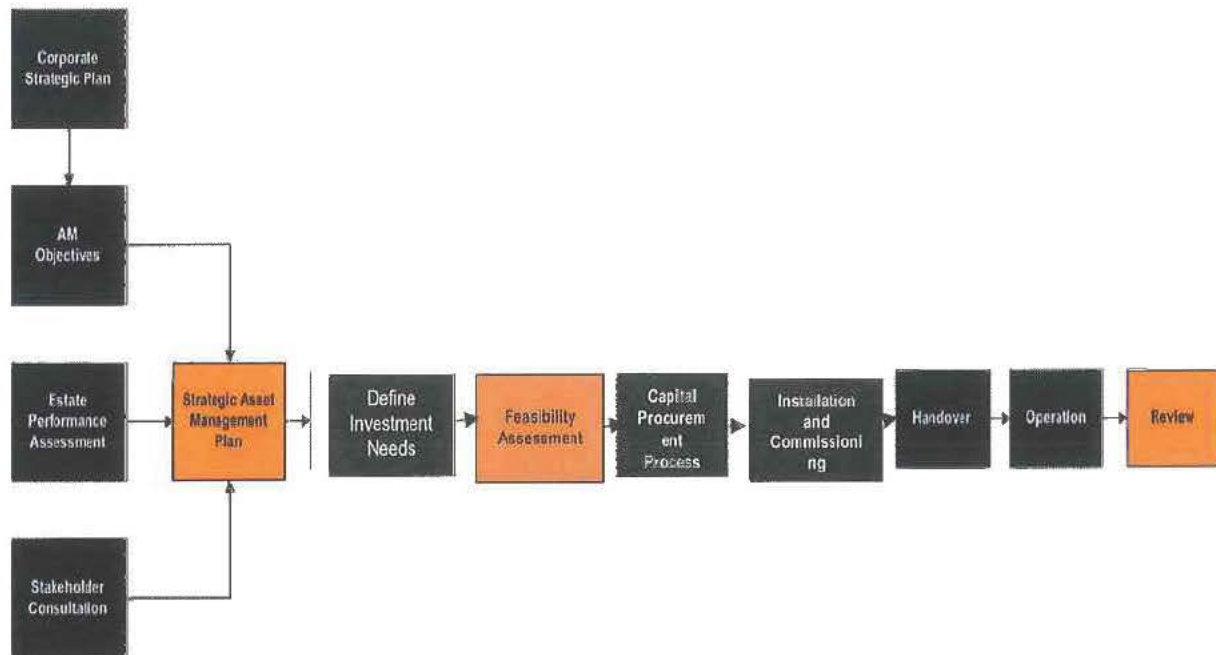 Corporate
Strategic Plan
AM
Objectives
Estate
Performance
Assessment
Strategic Asset
Management
Plan
Define
Investment
Needs
Feasibility
Assessment
Capital
Procurem
ent
Process
Installation
and
Commissioni
ng
Handover
Operation
Review
Stakeholder
Consultation